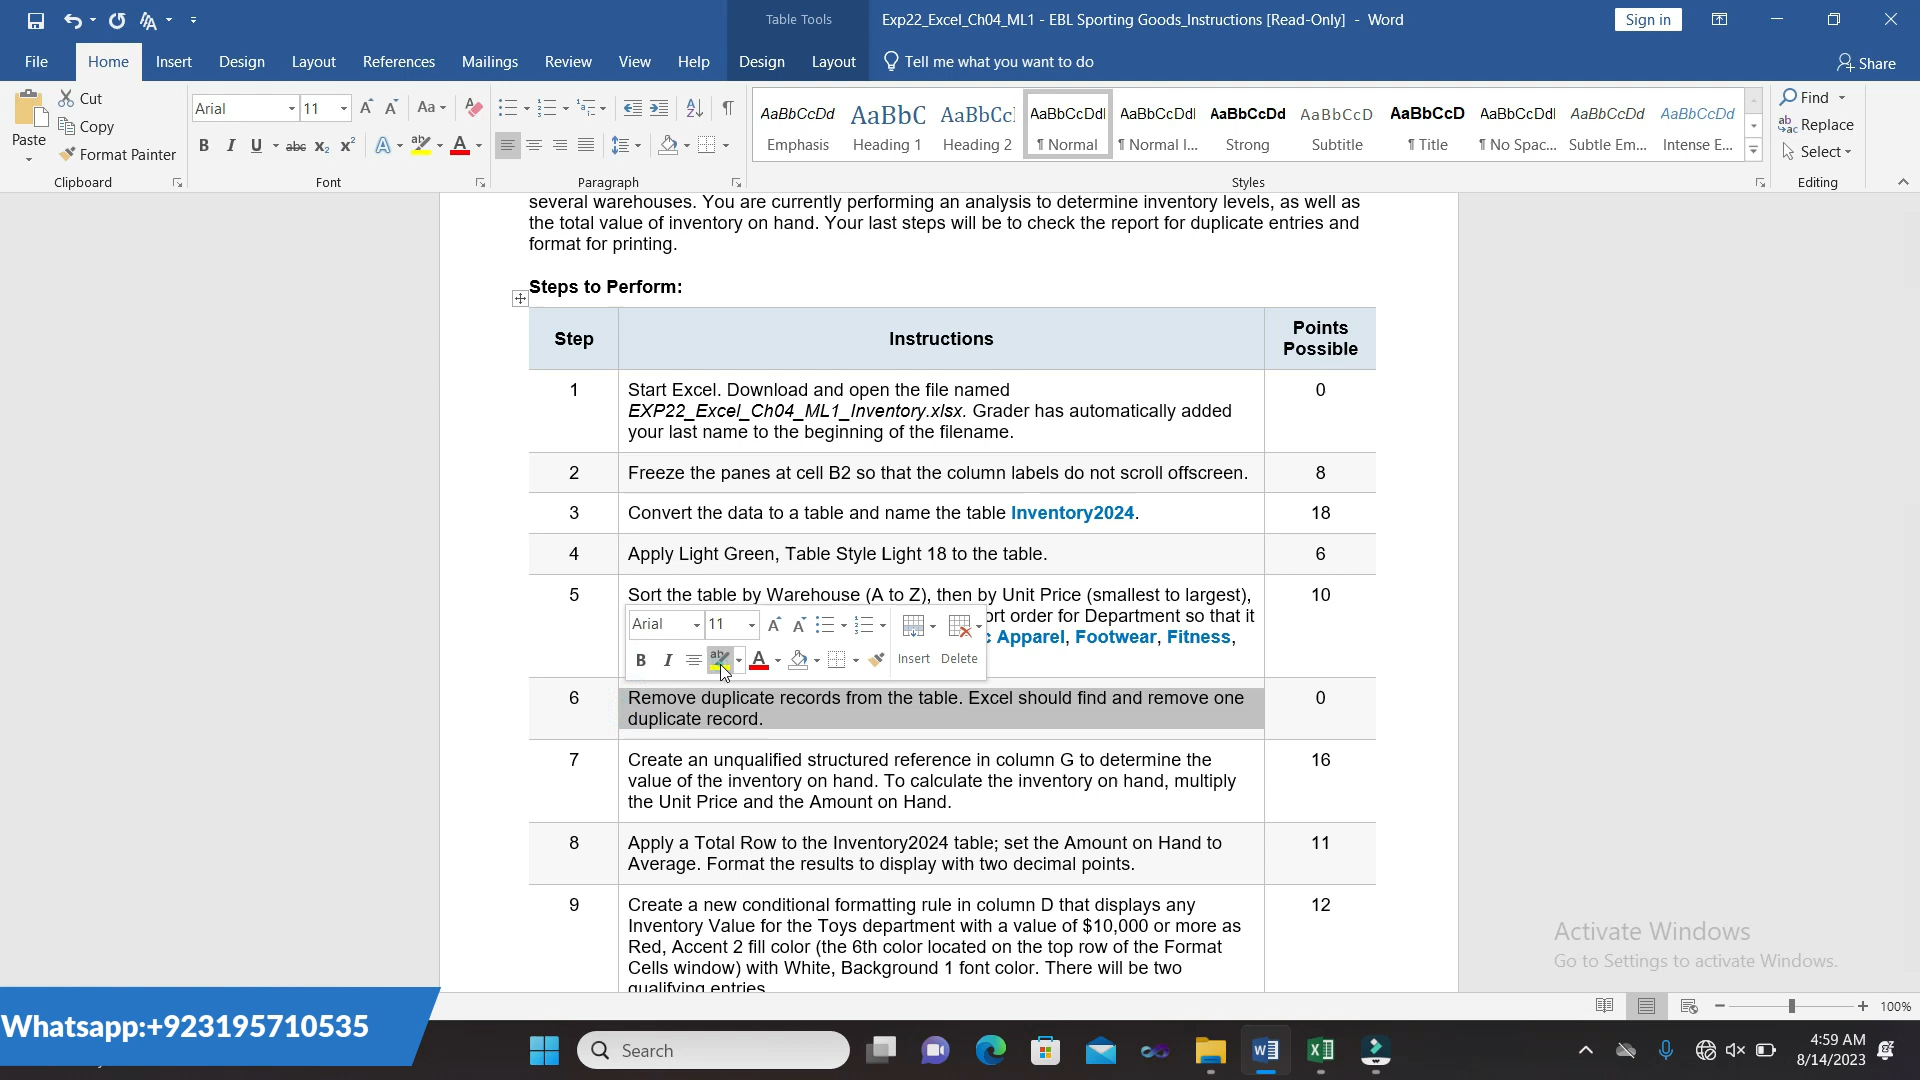 Table Tools
Exp22_Excel_Ch04_ML1 - EBL Sporting Goods_Instructions [Read-Only] - Word
Sign in
File Home Insert Design Layout References Mailings Review View Help Design Layout Tell me what you want to do
Share
Paste
Cut
Copy
Format Painter
Clipboard
Arial 11
Font
Paragraph
AaBbCcDd Emphasis
AaBbC Heading 1
AaBbCc Heading 2
AaBbCcDd ¶ Normal
AaBbCcDd ¶ Normal I...
AaBbCcDd Strong
AaBbCcD Subtitle
AaBbCcD ¶ Title
AaBbCcDd ¶ No Spac...
AaBbCcDd Subtle Em...
AaBbCcDd Intense E...
Styles
Find
Replace
Select
Editing
several warehouses. You are currently performing an analysis to determine inventory levels, as well as
the total value of inventory on hand. Your last steps will be to check the report for duplicate entries and
format for printing.
Steps to Perform:
Step Instructions Points
Possible
1 Start Excel. Download and open the file named 0
EXP22_Excel_Ch04_ML1_Inventory.xlsx. Grader has automatically added
your last name to the beginning of the filename.
2 Freeze the panes at cell B2 so that the column labels do not scroll offscreen. 8
3 Convert the data to a table and name the table Inventory2024. 18
4 Apply Light Green, Table Style Light 18 to the table. 6
5 Sort the table by Warehouse (A to Z), then by Unit Price (smallest to largest), 10
ort order for Department so that it
: Apparel, Footwear, Fitness,
Arial 11
Insert Delete
6 Remove duplicate records from the table. Excel should find and remove one 0
duplicate record.
7 Create an unqualified structured reference in column G to determine the 16
value of the inventory on hand. To calculate the inventory on hand, multiply
the Unit Price and the Amount on Hand.
8 Apply a Total Row to the Inventory2024 table; set the Amount on Hand to 11
Average. Format the results to display with two decimal points.
9 Create a new conditional formatting rule in column D that displays any 12
Inventory Value for the Toys department with a value of $10,000 or more as
Red, Accent 2 fill color (the 6th color located on the top row of the Format
Cells window) with White, Background 1 font color. There will be two
qualifying entries
Activate Windows
Go to Settings to activate Windows.
100%
Whatsapp:+923195710535
Search
4:59 AM
8/14/2023